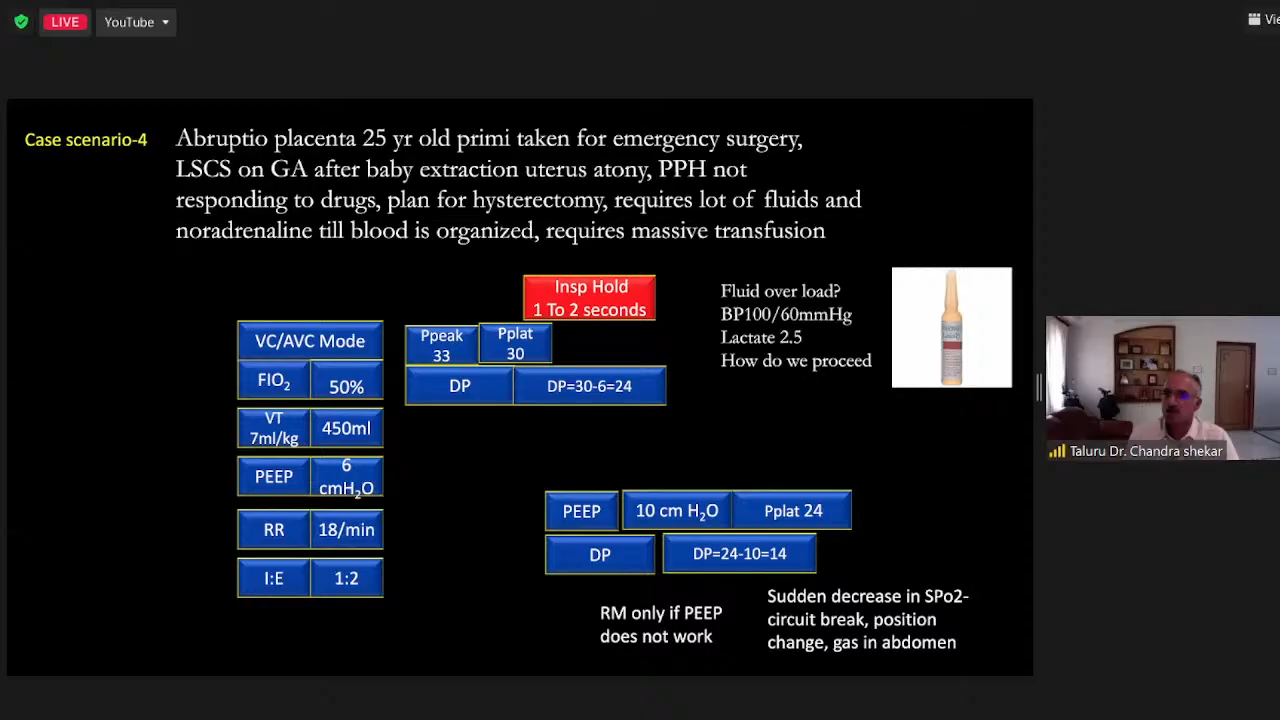 LIVE
YouTube
Case scenario-4
Abruptio placenta 25 yr old primi taken for emergency surgery,
LSCS on GA after baby extraction uterus atony, PPH not
responding to drugs, plan for hysterectomy, requires lot of fluids and
noradrenaline till blood is organized, requires massive transfusion
Insp Hold
1 To 2 seconds
Ppeak
33
Pplat
30
DP
DP=30-6=24
VC/AVC Mode
FIO2
50%
VT
7ml/kg
450ml
PEEP
6
cmH2O
RR
18/min
I:E
1:2
Fluid over load?
BP100/60mmHg
Lactate 2.5
How do we proceed
PEEP
10 cm H2O
Pplat 24
DP
DP=24-10=14
RM only if PEEP
does not work
Sudden decrease in SPo2-
circuit break, position
change, gas in abdomen
Taluru Dr. Chandra shekar